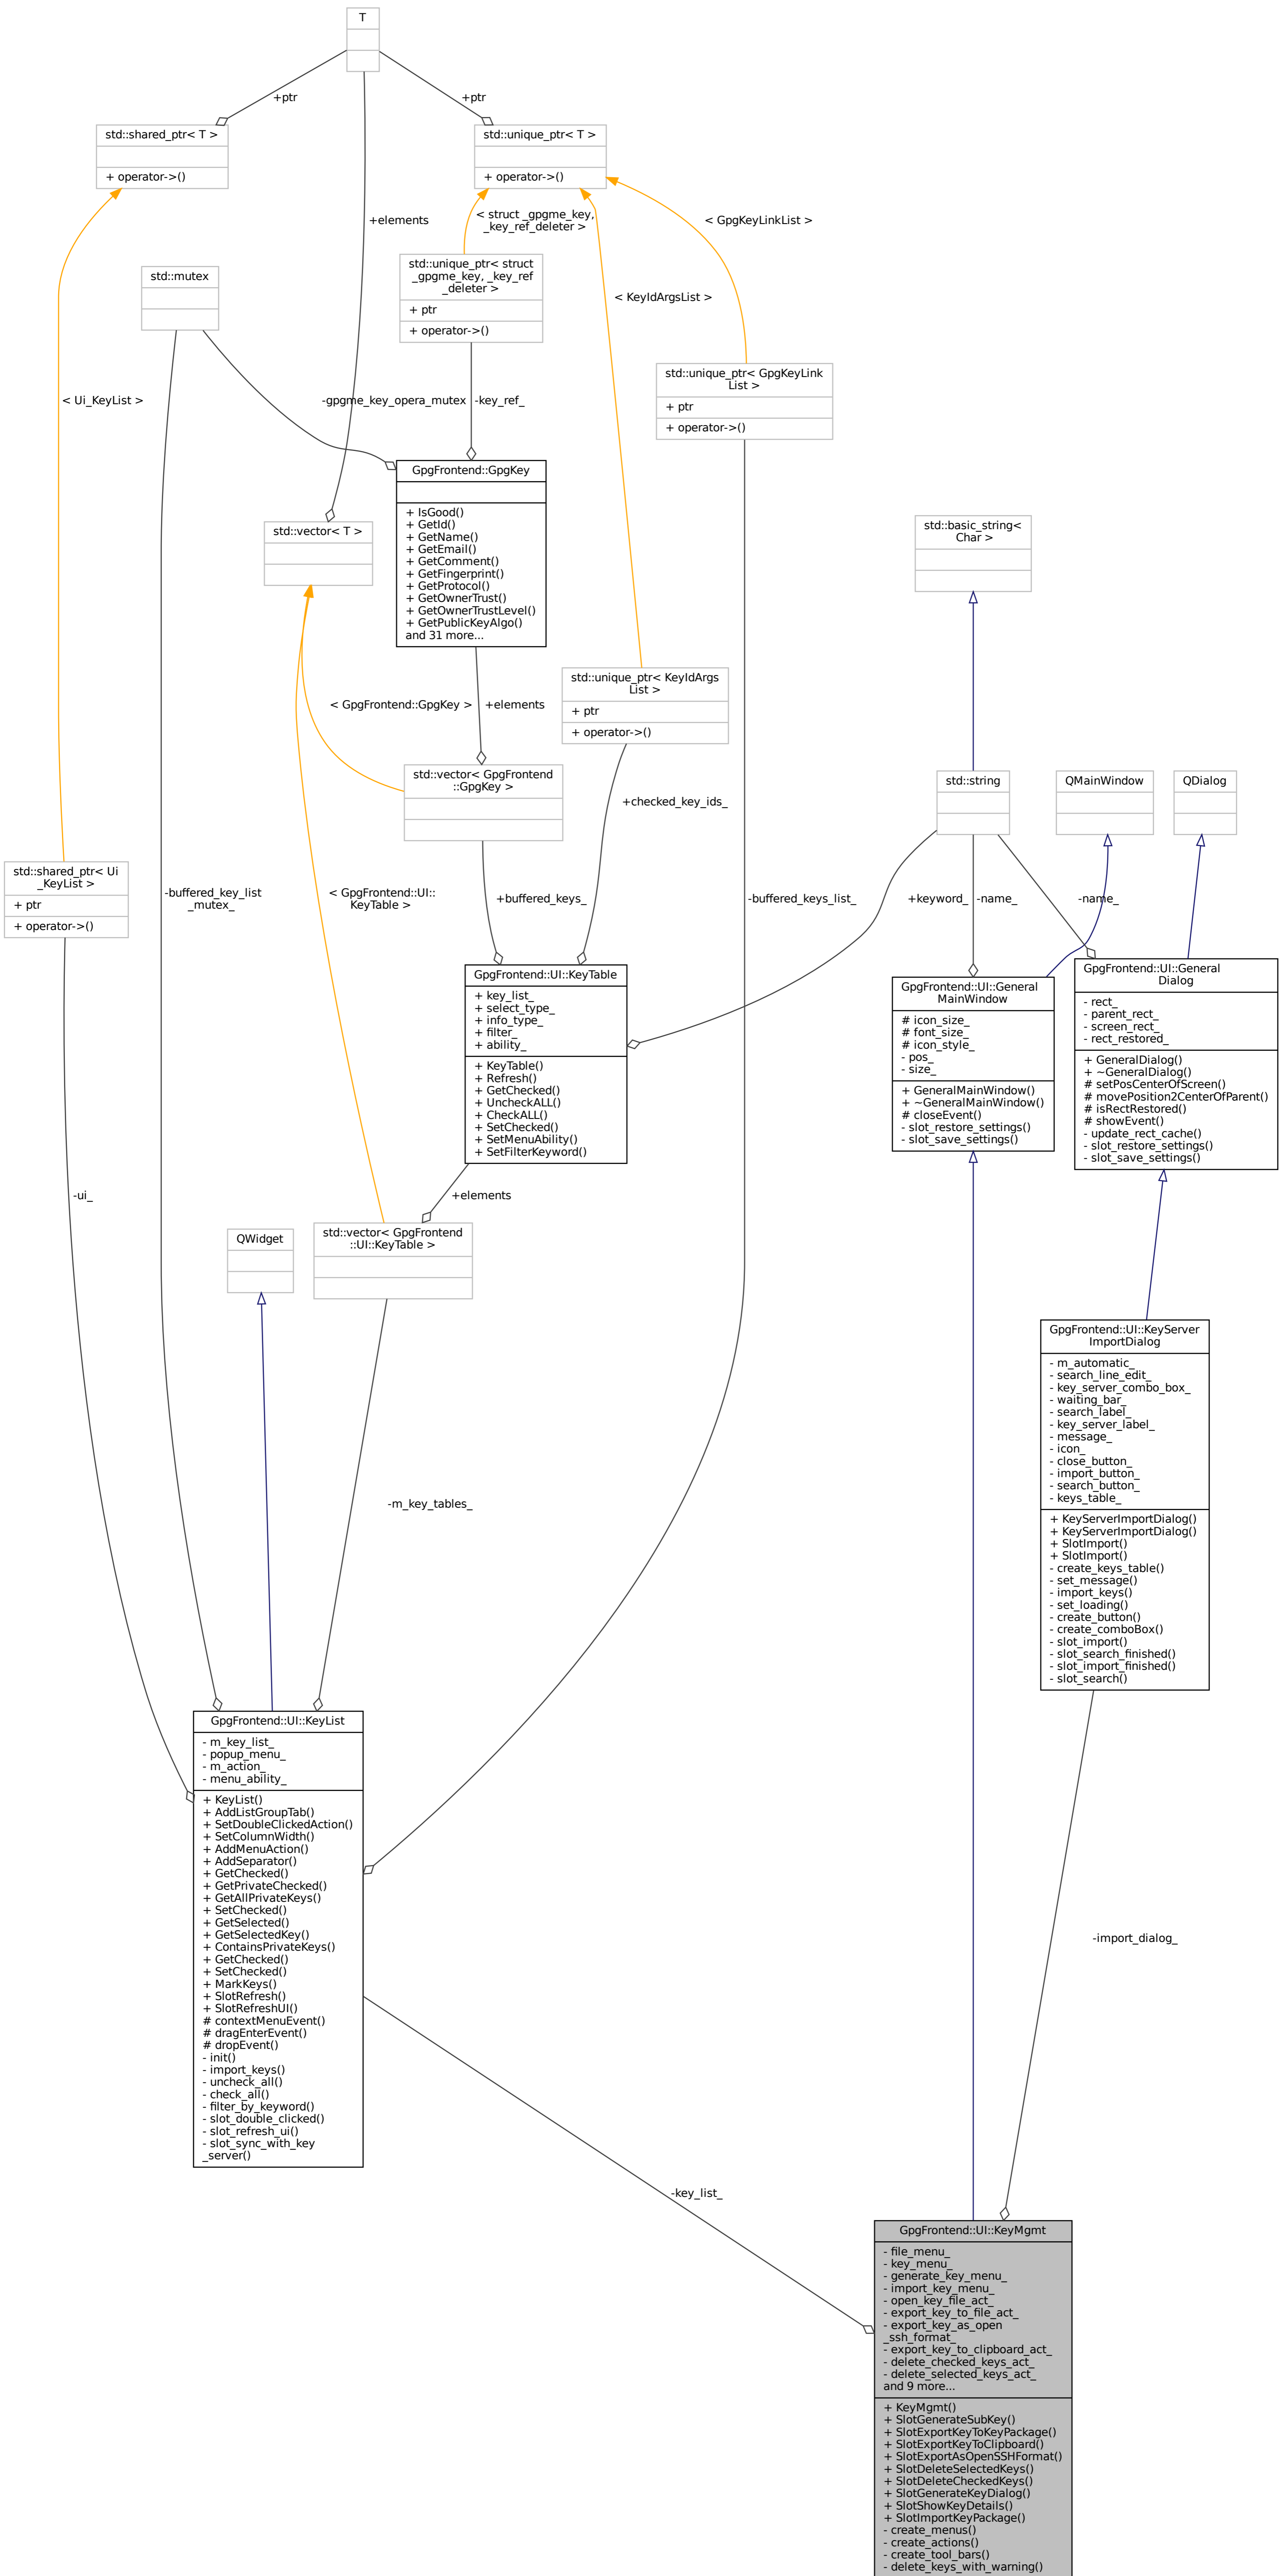 T
+ptr
+ptr
std::shared_ptr< T >
+ operator->()
std::unique_ptr< T >
+ operator->()
+elements
< struct _gpgme_key,
_key_ref_deleter >
< GpgKeyLinkList >
std::mutex
std::unique_ptr< struct
_gpgme_key, _key_ref
_deleter >
+ ptr
+ operator->()
< KeyIdArgsList >
std::unique_ptr< GpgKeyLink
List >
+ ptr
+ operator->()
< Ui_KeyList >
-gpgme_key_opera_mutex
-key_ref_
GpgFrontend::GpgKey
+ IsGood()
+ GetId()
+ GetName()
+ GetEmail()
+ GetComment()
+ GetFingerprint()
+ GetProtocol()
+ GetOwnerTrust()
+ GetOwnerTrustLevel()
+ GetPublicKeyAlgo()
and 31 more...
std::vector< T >
std::basic_string<
Char >
std::unique_ptr< KeyIdArgs
List >
+ ptr
+ operator->()
< GpgFrontend::GpgKey >
+elements
std::vector< GpgFrontend
::GpgKey >
std::string
QMainWindow
QDialog
+checked_key_ids_
std::shared_ptr< Ui
_KeyList >
+ ptr
+ operator->()
-buffered_key_list
_mutex_
< GpgFrontend::UI::
KeyTable >
+buffered_keys_
-buffered_keys_list_
+keyword_
-name_
-name_
GpgFrontend::UI::KeyTable
+ key_list_
+ select_type_
+ info_type_
+ filter_
+ ability_
+ KeyTable()
+ Refresh()
+ GetChecked()
+ UncheckALL()
+ CheckALL()
+ SetChecked()
+ SetMenuAbility()
+ SetFilterKeyword()
GpgFrontend::UI::General
MainWindow
# icon_size_
# font_size_
# icon_style_
- pos_
- size_
+ GeneralMainWindow()
+ ~GeneralMainWindow()
# closeEvent()
- slot_restore_settings()
- slot_save_settings()
GpgFrontend::UI::General
Dialog
- rect_
- parent_rect_
- screen_rect_
- rect_restored_
+ GeneralDialog()
+ ~GeneralDialog()
# setPosCenterOfScreen()
# movePosition2CenterOfParent()
# isRectRestored()
# showEvent()
- update_rect_cache()
- slot_restore_settings()
- slot_save_settings()
-ui_
+elements
QWidget
std::vector< GpgFrontend
::UI::KeyTable >
GpgFrontend::UI::KeyServer
ImportDialog
- m_automatic_
- search_line_edit_
- key_server_combo_box_
- waiting_bar_
- search_label_
- key_server_label_
- message_
- icon_
- close_button_
- import_button_
- search_button_
- keys_table_
+ KeyServerImportDialog()
+ KeyServerImportDialog()
+ SlotImport()
+ SlotImport()
- create_keys_table()
- set_message()
- import_keys()
- set_loading()
- create_button()
- create_comboBox()
- slot_import()
- slot_search_finished()
- slot_import_finished()
- slot_search()
-m_key_tables_
GpgFrontend::UI::KeyList
- m_key_list_
- popup_menu_
- m_action_
- menu_ability_
+ KeyList()
+ AddListGroupTab()
+ SetDoubleClickedAction()
+ SetColumnWidth()
+ AddMenuAction()
+ AddSeparator()
+ GetChecked()
+ GetPrivateChecked()
+ GetAllPrivateKeys()
+ SetChecked()
+ GetSelected()
+ GetSelectedKey()
+ ContainsPrivateKeys()
+ GetChecked()
+ SetChecked()
+ MarkKeys()
+ SlotRefresh()
+ SlotRefreshUI()
# contextMenuEvent()
# dragEnterEvent()
# dropEvent()
- init()
- import_keys()
- uncheck_all()
- check_all()
- filter_by_keyword()
- slot_double_clicked()
- slot_refresh_ui()
- slot_sync_with_key
_server()
-import_dialog_
-key_list_
GpgFrontend::UI::KeyMgmt
- file_menu_
- key_menu_
- generate_key_menu_
- import_key_menu_
- open_key_file_act_
- export_key_to_file_act_
- export_key_as_open
_ssh_format_
- export_key_to_clipboard_act_
- delete_checked_keys_act_
- delete_selected_keys_act_
and 9 more...
+ KeyMgmt()
+ SlotGenerateSubKey()
+ SlotExportKeyToKeyPackage()
+ SlotExportKeyToClipboard()
+ SlotExportAsOpenSSHFormat()
+ SlotDeleteSelectedKeys()
+ SlotDeleteCheckedKeys()
+ SlotGenerateKeyDialog()
+ SlotShowKeyDetails()
+ SlotImportKeyPackage()
- create_menus()
- create_actions()
- create_tool_bars()
- delete_keys_with_warning()